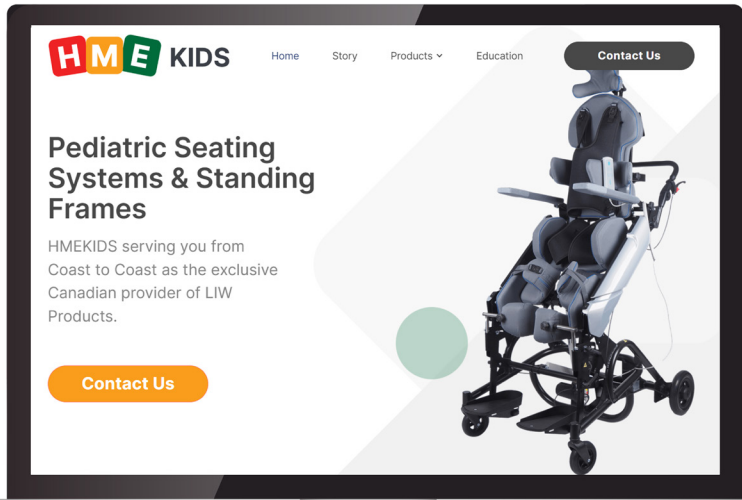 HME KIDS
Home Story Products Education
Contact Us
Pediatric Seating
Systems & Standing
Frames
HMEKIDS serving you from
Coast to Coast as the exclusive
Canadian provider of LIW
Products.
Contact Us